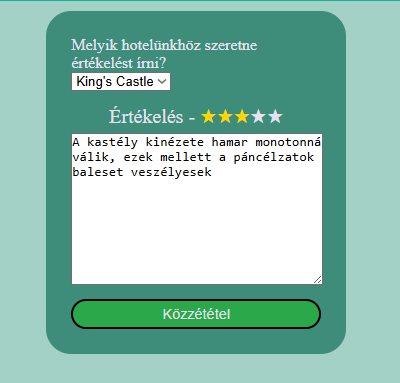 Melyik hotelünkhöz szeretne
értékelést írni?
King's Castle
Értékelés - ★★★★★
A kastély kinézete hamar monotonná
válik, ezek mellett a páncélzatok
baleset veszélyesek
Közzététel